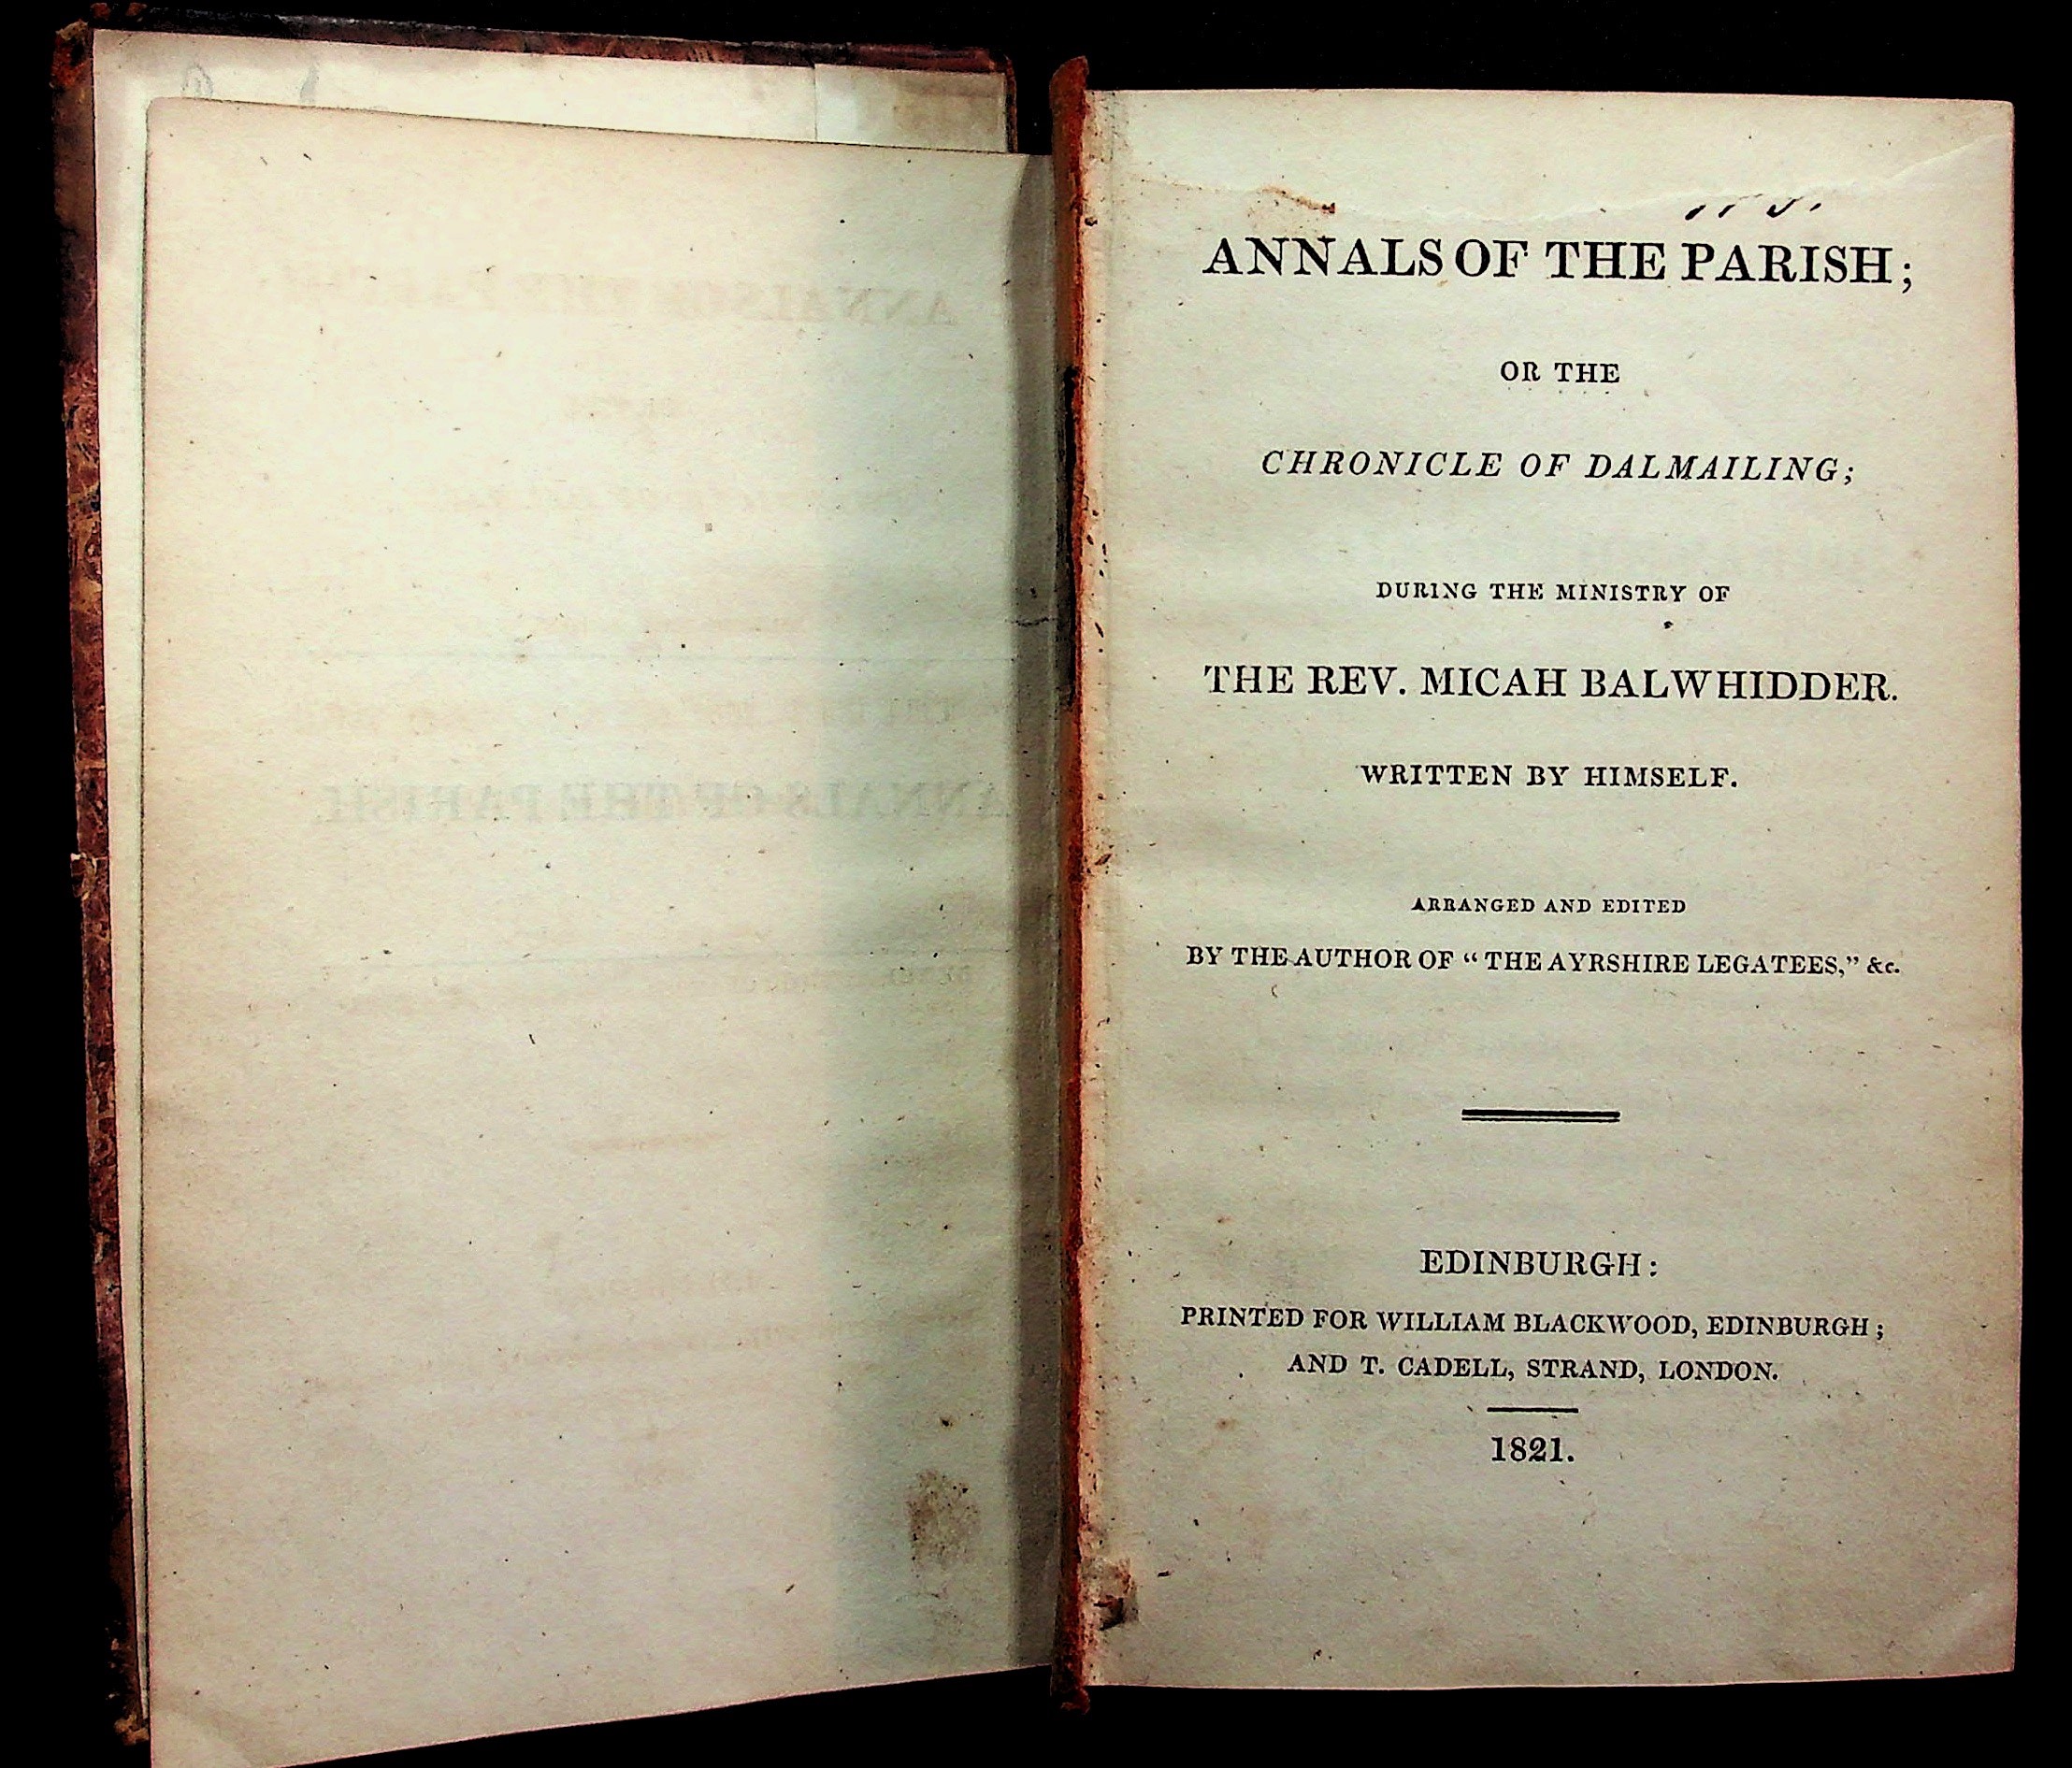 ANNALS OF THE PARISH;
OR THE
CHRONICLE OF DALMAILING;
DURING THE MINISTRY OF
THE REV. MICAH BALWHIDDER.
WRITTEN BY HIMSELF.
ARRANGED AND EDITED
BY THE AUTHOR OF “THE AYRSHIRE LEGATEES,” &c.
EDINBURGH:
PRINTED FOR WILLIAM BLACKWOOD, EDINBURGH;
AND T. CADELL, STRAND, LONDON.
1821.